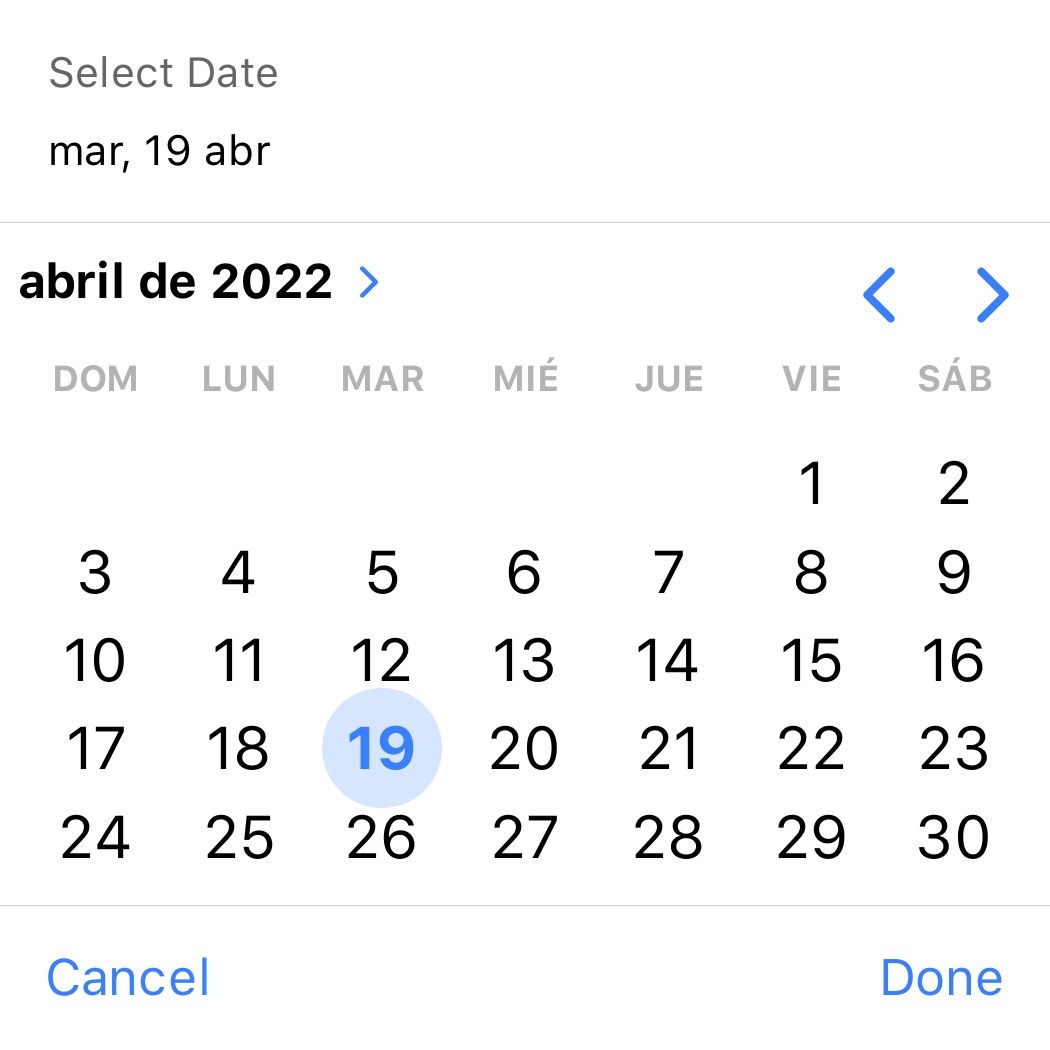 Select Date
mar, 19 abr
abril de 2022
DOM LUN MAR MIÉ JUE VIE SÁB
1 2
3 4 5 6 7 8 9
10 11 12 13 14 15 16
17 18 19 20 21 22 23
24 25 26 27 28 29 30
Cancel Done